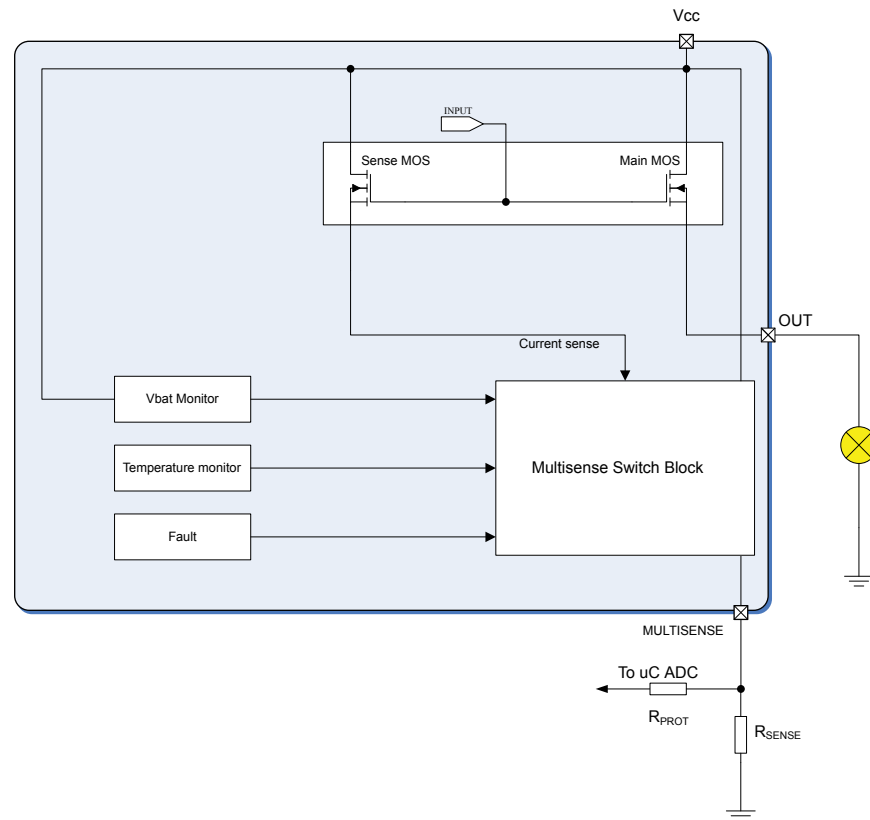 Vcc
INPUT
Sense MOS
Main MOS
OUT
Current sense
Vbat Monitor
Temperature monitor
Multisense Switch Block
Fault
MULTISENSE
To uC ADC
RPROT
RSENSE